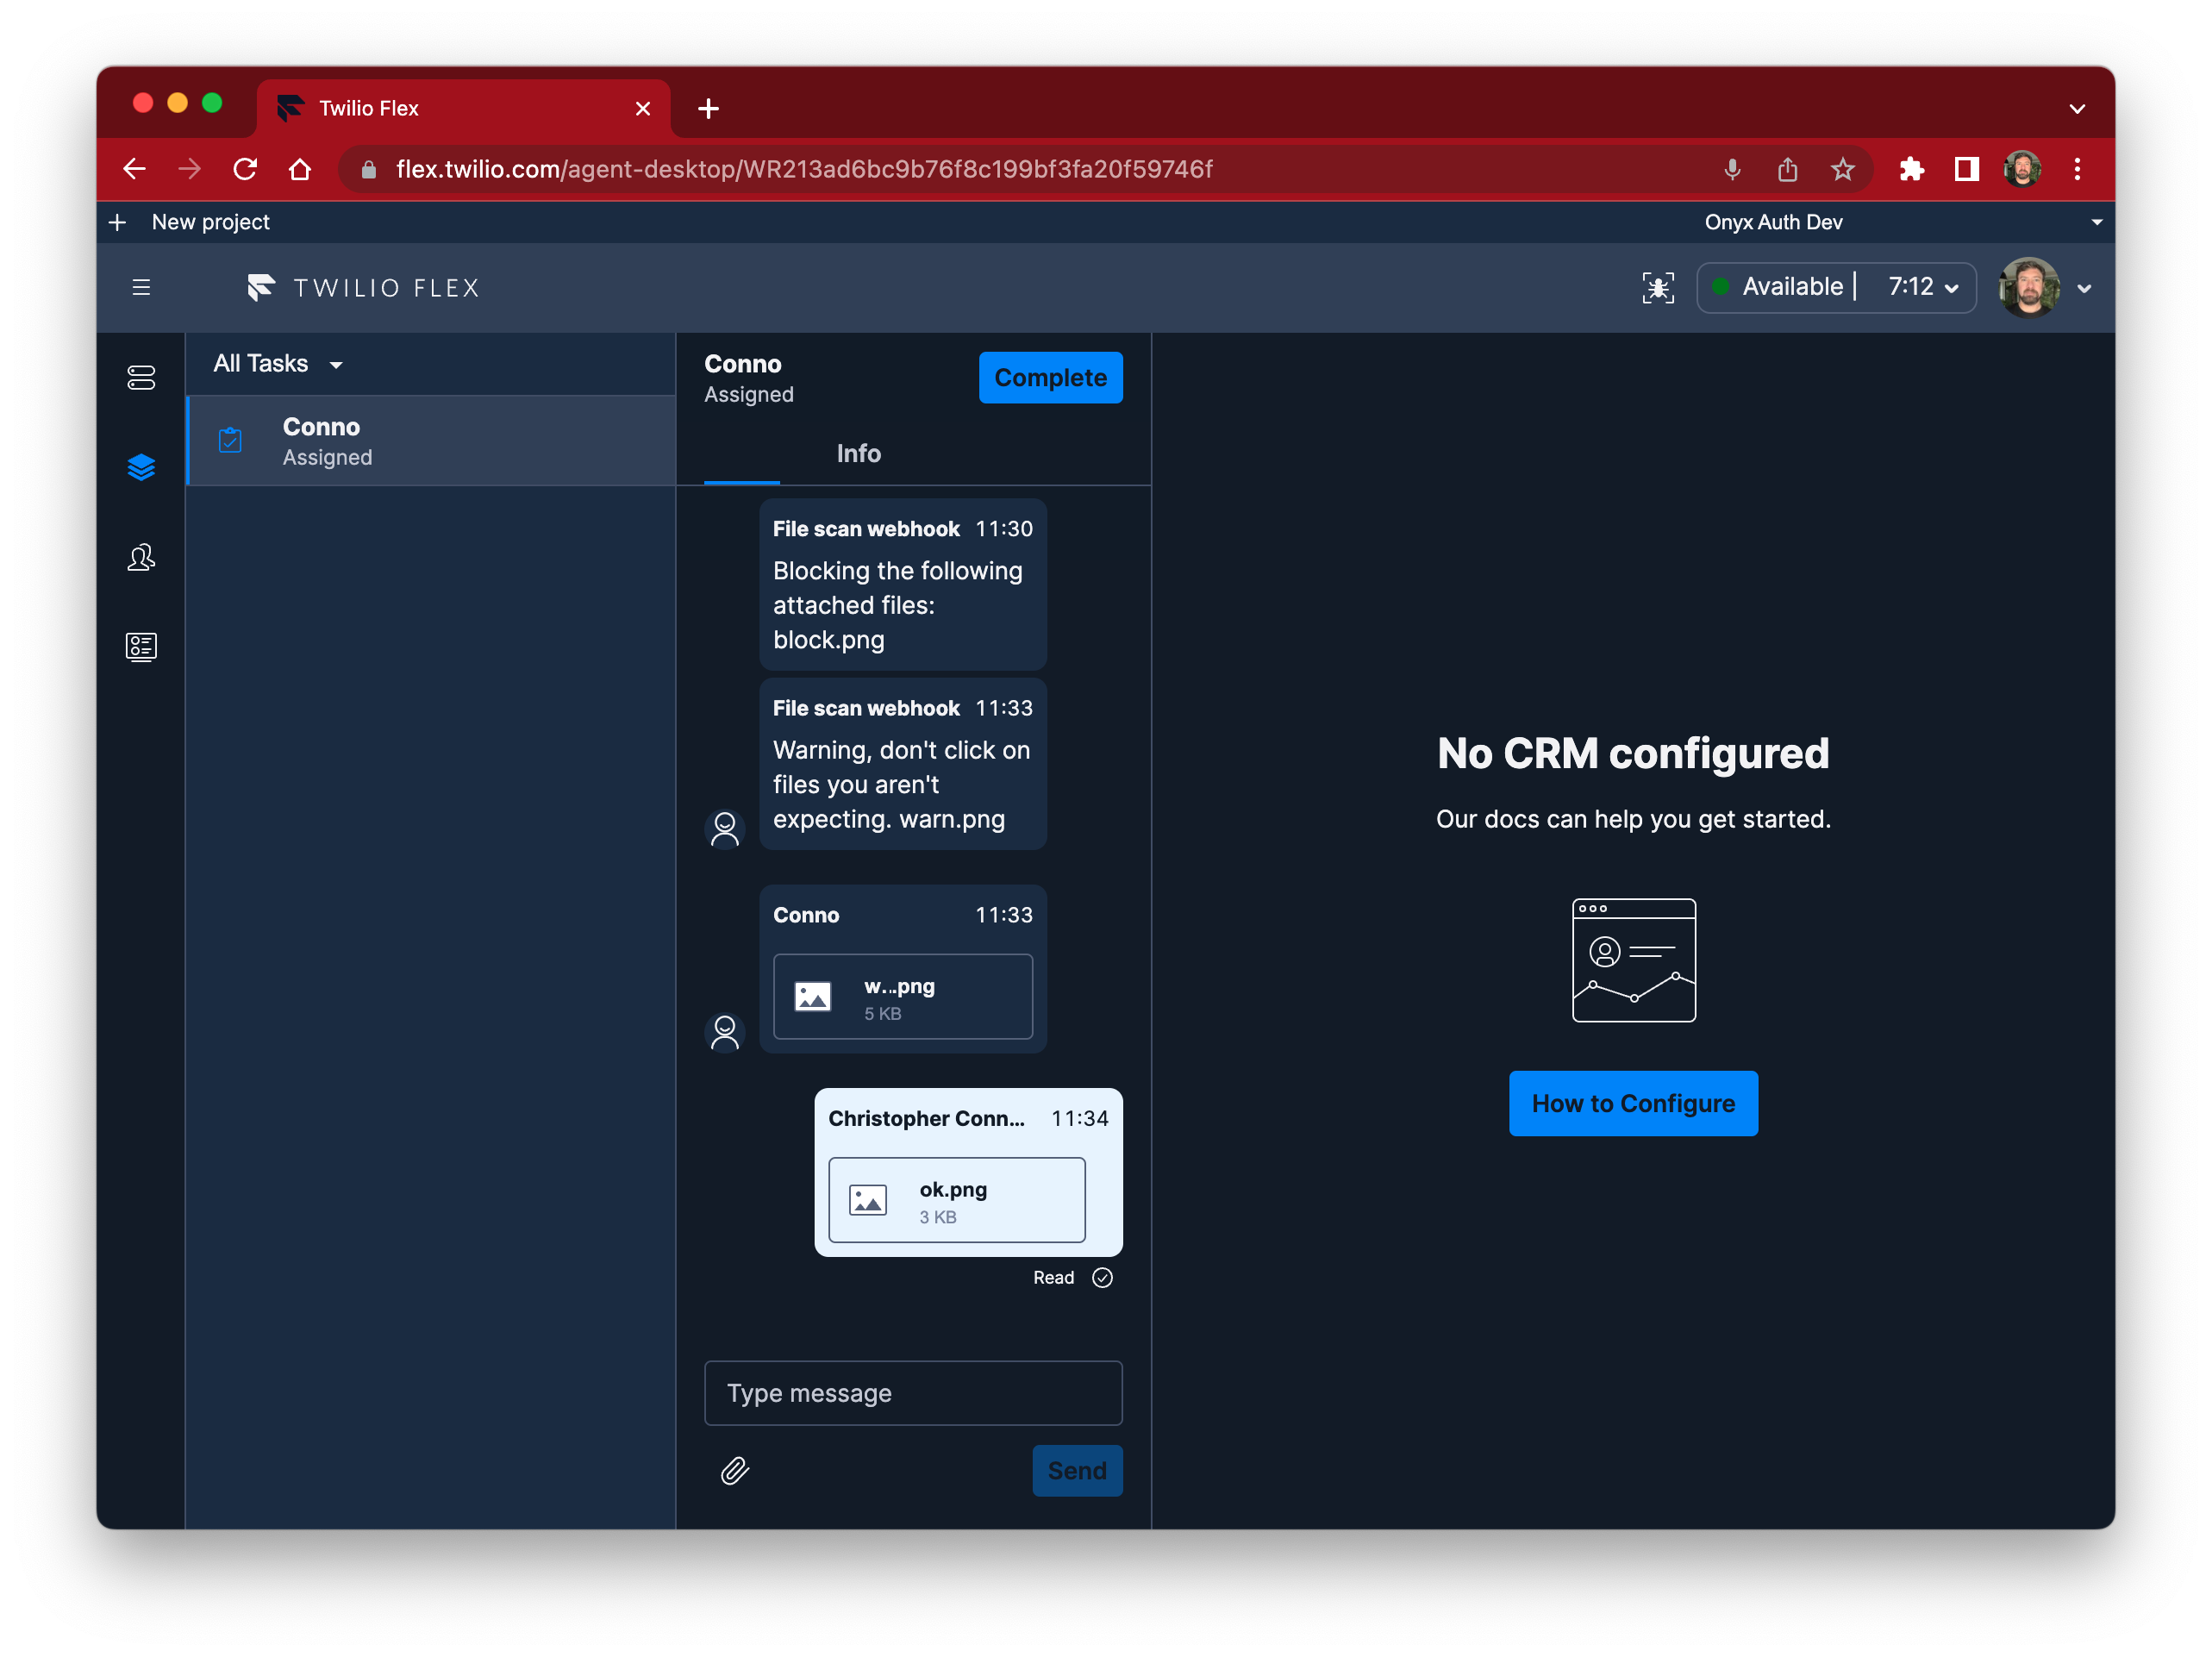 Twilio Flex
flex.twilio.com/agent-desktop/WR213ad6bc9b76f8c199bf3fa20f59746f
New project
Onyx Auth Dev
TWILIO FLEX
Available | 7:12
All Tasks
Conno
Assigned
Conno
Assigned
Complete
Info
File scan webhook 11:30
Blocking the following
attached files:
block.png
File scan webhook 11:33
Warning, don't click on
files you aren't
expecting. warn.png
Conno 11:33
w...png
5 KB
Christopher Conn... 11:34
ok.png
3 KB
Read
Type message
Send
No CRM configured
Our docs can help you get started.
How to Configure